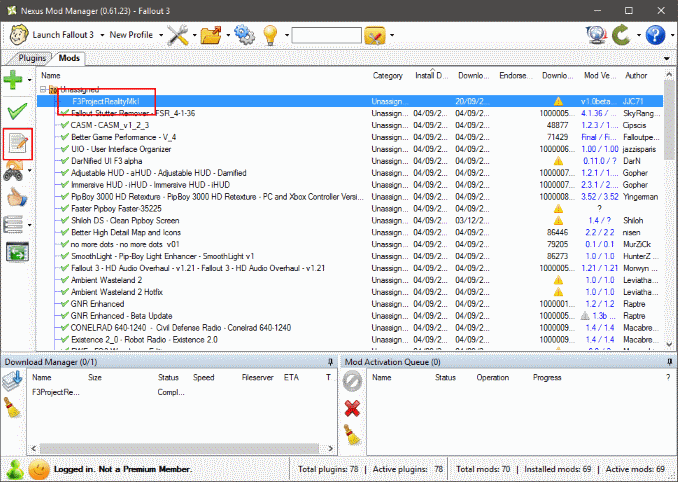 Nexus Mod Manager (0.61.23) - Fallout 3
Launch Fallout 3 New Profile
Plugins Mods
Name Category Install D... Downlo... Endorse... Downlo... Mod Ve... Author
Unassigned
F3ProjectRealityMkI Unassign... 20/09/2... v1.0beta... JJC71
Fallout Stutter Remover - FSR_4-1-36 Unassign... 04/09/2... 04/09/2... 1000005... 4.1.36 / ... SkyRang...
CASM - CASM_v1_2_3 Unassign... 04/09/2... 04/09/2... 48877 1.2.3 / 1.... Cipscis
Better Game Performance - V_4 Unassign... 04/09/2... 04/09/2... 71429 Final / Fi... Falloutpe...
UIO - User Interface Organizer Unassign... 04/09/2... 04/09/2... 1000006... 1.00 / 1.00 jazzisparis
DarNified UI F3 alpha Unassign... 04/09/2... 04/09/2... 0.11.0 / ? DarN
Adjustable HUD - aHUD - Adjustable HUD - Darnified Unassign... 04/09/2... 04/09/2... 1000007... 1.2.1 / ... Gopher
Immersive HUD - iHUD - Immersive HUD - iHUD Unassign... 04/09/2... 04/09/2... 1000007... 2.3.1 / 2.... Gopher
PipBoy 3000 HD Retexture - PipBoy 3000 HD Retexture - PC and Xbox Controller Versi... Unassign... 04/09/2... 04/09/2... 1000008... 3.52 / 3.52 Yingerman
Faster Pipboy Faster-35225 Unassign... 04/09/2... 04/09/2... ?
Shiloh DS - Clean Pipboy Screen Unassign... 04/09/2... 03/12/2... 1.4 / ? Shiloh
Better High Detail Map and Icons Unassign... 04/09/2... 04/09/2... 86446 2.2 / 2.2 nisen
no more dots - no more dots v01 Unassign... 04/09/2... 04/09/2... 79205 0.1 / 0.1 MurZiCk
SmoothLight - Pip-Boy Light Enhancer - SmoothLight v1 Unassign... 04/09/2... 04/09/2... 86273 1.0 / 1.0 HunterZ...
Fallout 3 - HD Audio Overhaul - v1.21 - Fallout 3 - HD Audio Overhaul - v1.21 Unassign... 04/09/2... 04/09/2... 1000005... 1.21 / 1.21 Morwyn ...
Ambient Wasteland 2 Unassign... 04/09/2... 04/09/2... 1.0 / 1.0 Leviatha...
Ambient Wasteland 2 Hotfix Unassign... 04/09/2... 04/09/2... 1.0 / 1.0 Leviatha...
GNR Enhanced Unassign... 04/09/2... 04/09/2... 1000001... 1.2 / 1.2 Raptre
GNR Enhanced - Beta Update Unassign... 04/09/2... 04/09/2... 1000005... 1.3b ... Raptre
CONELRAD 640-1240 - Civil Defense Radio - Conelrad 640-1240 Unassign... 04/09/2... 04/09/2... 1000009... 1.4 / 1.4 Macabre...
Existence 2_0 - Robot Radio - Existence 2.0 Unassign... 04/09/2... 04/09/2... 1000009... 1.4 / 1.4 Macabre...
Download Manager (0/1) Mod Activation Queue (0)
Name Size Status Speed Fileserver ETA T Name Status Operation Progress ?
F3ProjectRe... Compl...
Logged in. Not a Premium Member. Total plugins: 78 | Active plugins: 78 Total mods: 70 | Installed mods: 69 | Active mods: 69